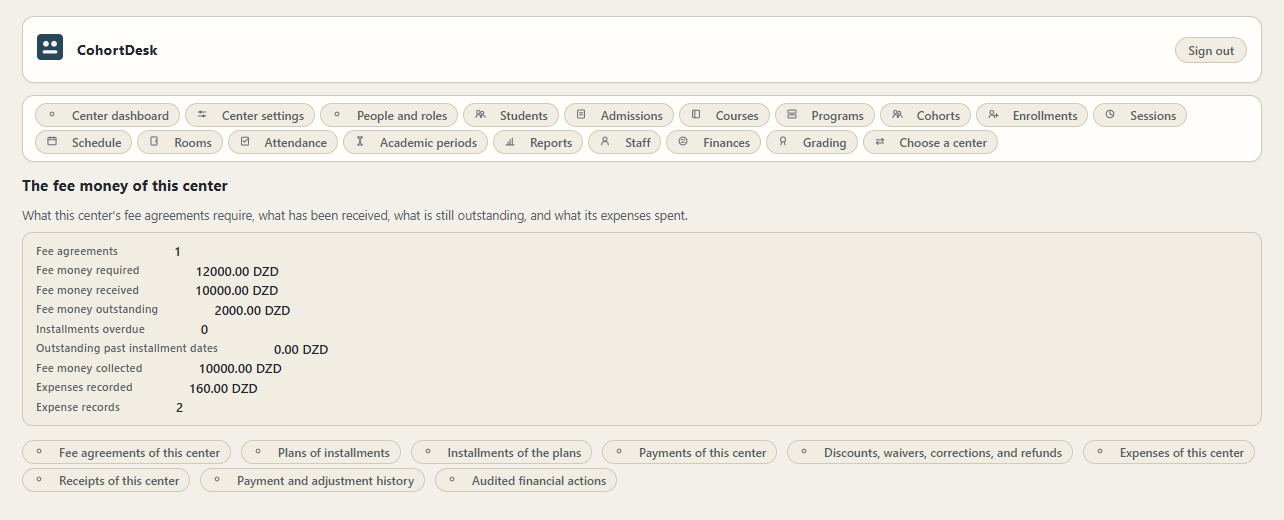 CohortDesk
Sign out
Center dashboard Center settings People and roles Students Admissions Courses Programs Cohorts Enrollments Sessions
Schedule Rooms Attendance Academic periods Reports Staff Finances Grading Choose a center
The fee money of this center
What this center's fee agreements require, what has been received, what is still outstanding, and what its expenses spent.
Fee agreements 1
Fee money required 12000.00 DZD
Fee money received 10000.00 DZD
Fee money outstanding 2000.00 DZD
Installments overdue 0
Outstanding past installment dates 0.00 DZD
Fee money collected 10000.00 DZD
Expenses recorded 160.00 DZD
Expense records 2
Fee agreements of this center Plans of installments Installments of the plans Payments of this center Discounts, waivers, corrections, and refunds Expenses of this center
Receipts of this center Payment and adjustment history Audited financial actions